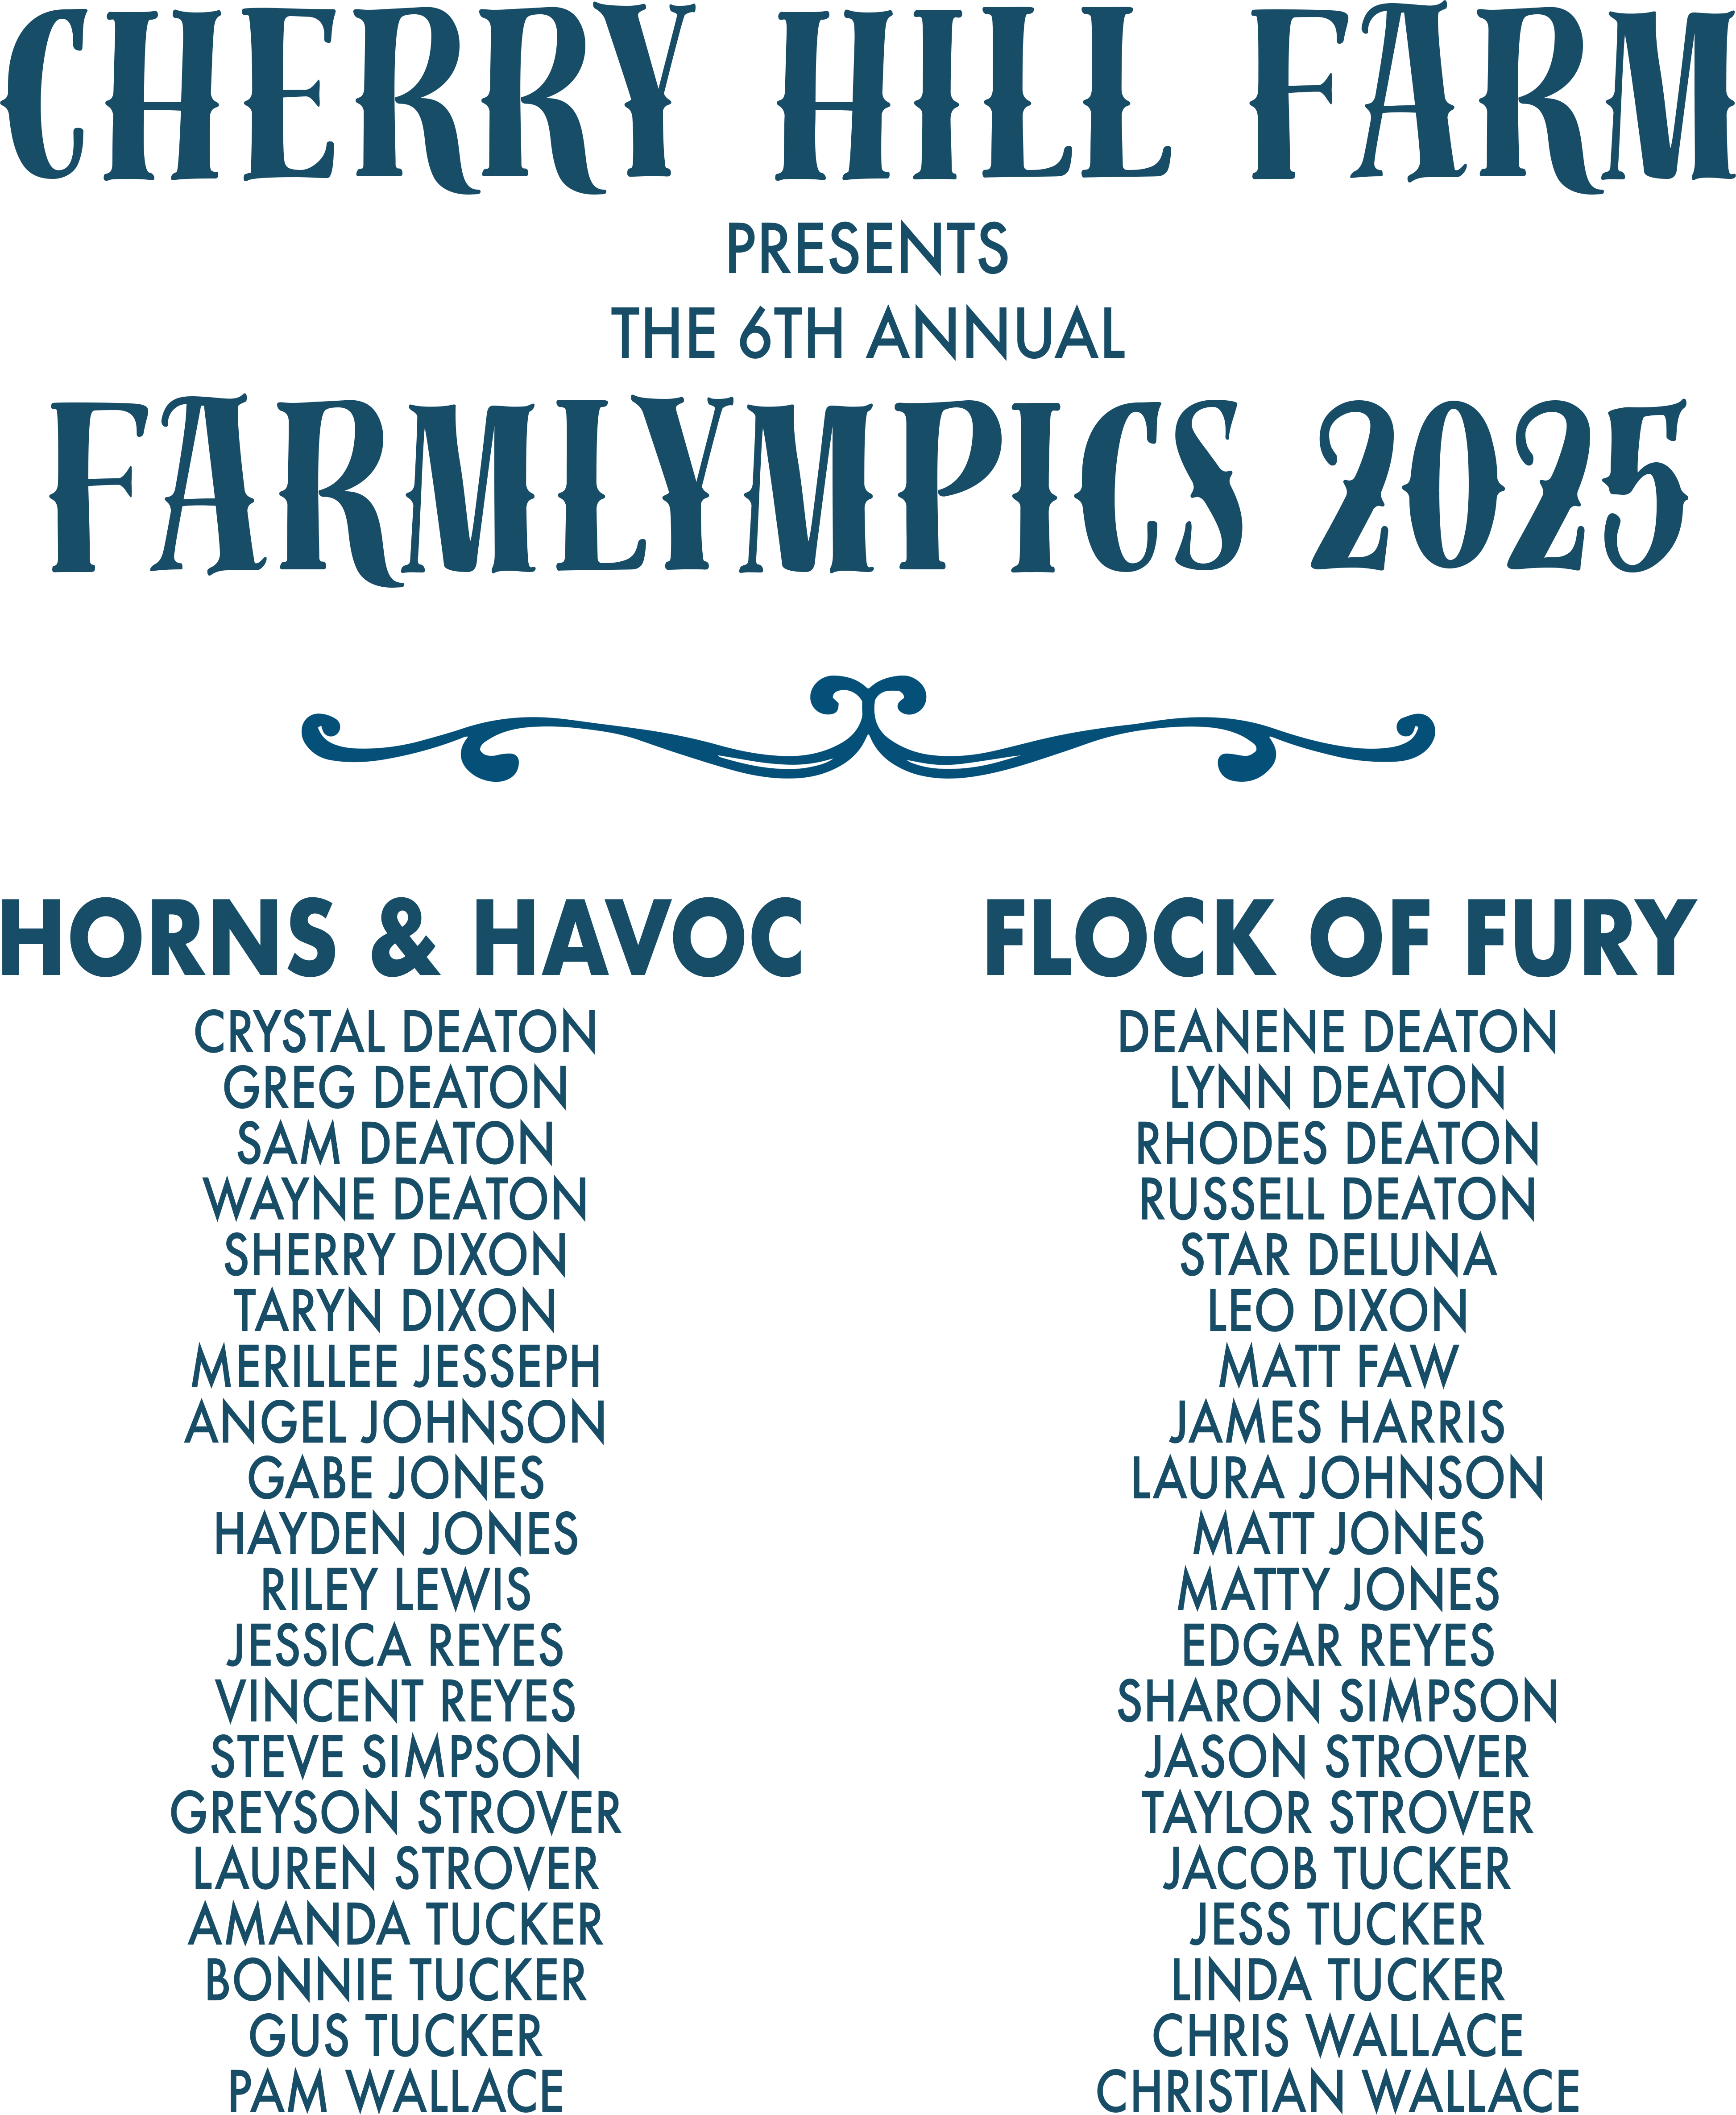 CHERRY HILL FARM
PRESENTS
THE 6TH ANNUAL
FARMLYMPICS 2025
HORNS & HAVOC
CRYSTAL DEATON
GREG DEATON
SAM DEATON
WAYNE DEATON
SHERRY DIXON
TARYN DIXON
MERILLEE JESSEPH
ANGEL JOHNSON
GABE JONES
HAYDEN JONES
RILEY LEWIS
JESSICA REYES
VINCENT REYES
STEVE SIMPSON
GREYSON STROVER
LAUREN STROVER
AMANDA TUCKER
BONNIE TUCKER
GUS TUCKER
PAM WALLACE
FLOCK OF FURY
DEANENE DEATON
LYNN DEATON
RHODES DEATON
RUSSELL DEATON
STAR DELUNA
LEO DIXON
MATT FAW
JAMES HARRIS
LAURA JOHNSON
MATT JONES
MATTY JONES
EDGAR REYES
SHARON SIMPSON
JASON STROVER
TAYLOR STROVER
JACOB TUCKER
JESS TUCKER
LINDA TUCKER
CHRIS WALLACE
CHRISTIAN WALLACE